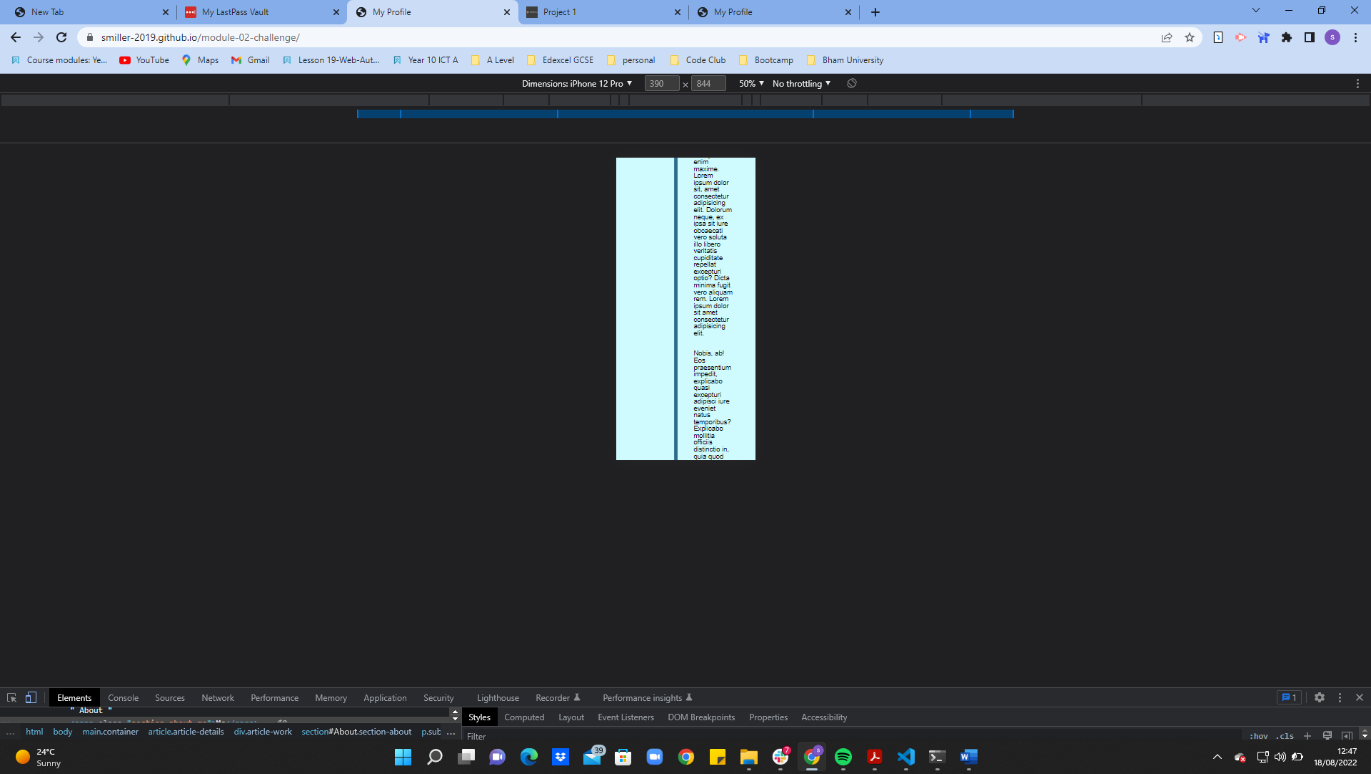 New Tab
My LastPass Vault
My Profile
Project 1
My Profile
smiller-2019.github.io/module-02-challenge/
Course modules: Ye...
YouTube
Maps
Gmail
Lesson 19-Web-Aut...
Year 10 ICT A
A Level
Edexcel GCSE
personal
Code Club
Bootcamp
Bham University
Dimensions: iPhone 12 Pro 390 x 844 50% No throttling
enim
maxime.
Lorem
ipsum dolor
sit, amet
consectetur
adipisicing
elit. Dolorum
neque, ex
ipsa sit iure
obcaecati
vero soluta
illo libero
veritatis
cupiditate
repellat
excepturi
optio? Dicta
minima fugit
vero aliquam
rem. Lorem
ipsum dolor
sit amet
consectetur
adipisicing
elit.
Nobis, ab!
Eos
praesentium
impedit,
explicabo
quasi
excepturi
adipisci iure
eveniet
natus
temporibus?
Explicabo
mollitia
officiis
distinctio in,
quia quod
Elements Console Sources Network Performance Memory Application Security Lighthouse Recorder Performance insights 1
" About "
Styles Computed Layout Event Listeners DOM Breakpoints Properties Accessibility
... html body main.container article.article-details div.article-work section#About.section-about p.sub ...
Filter
:hov .cls +
24°C
Sunny
39
7
12:47
18/08/2022